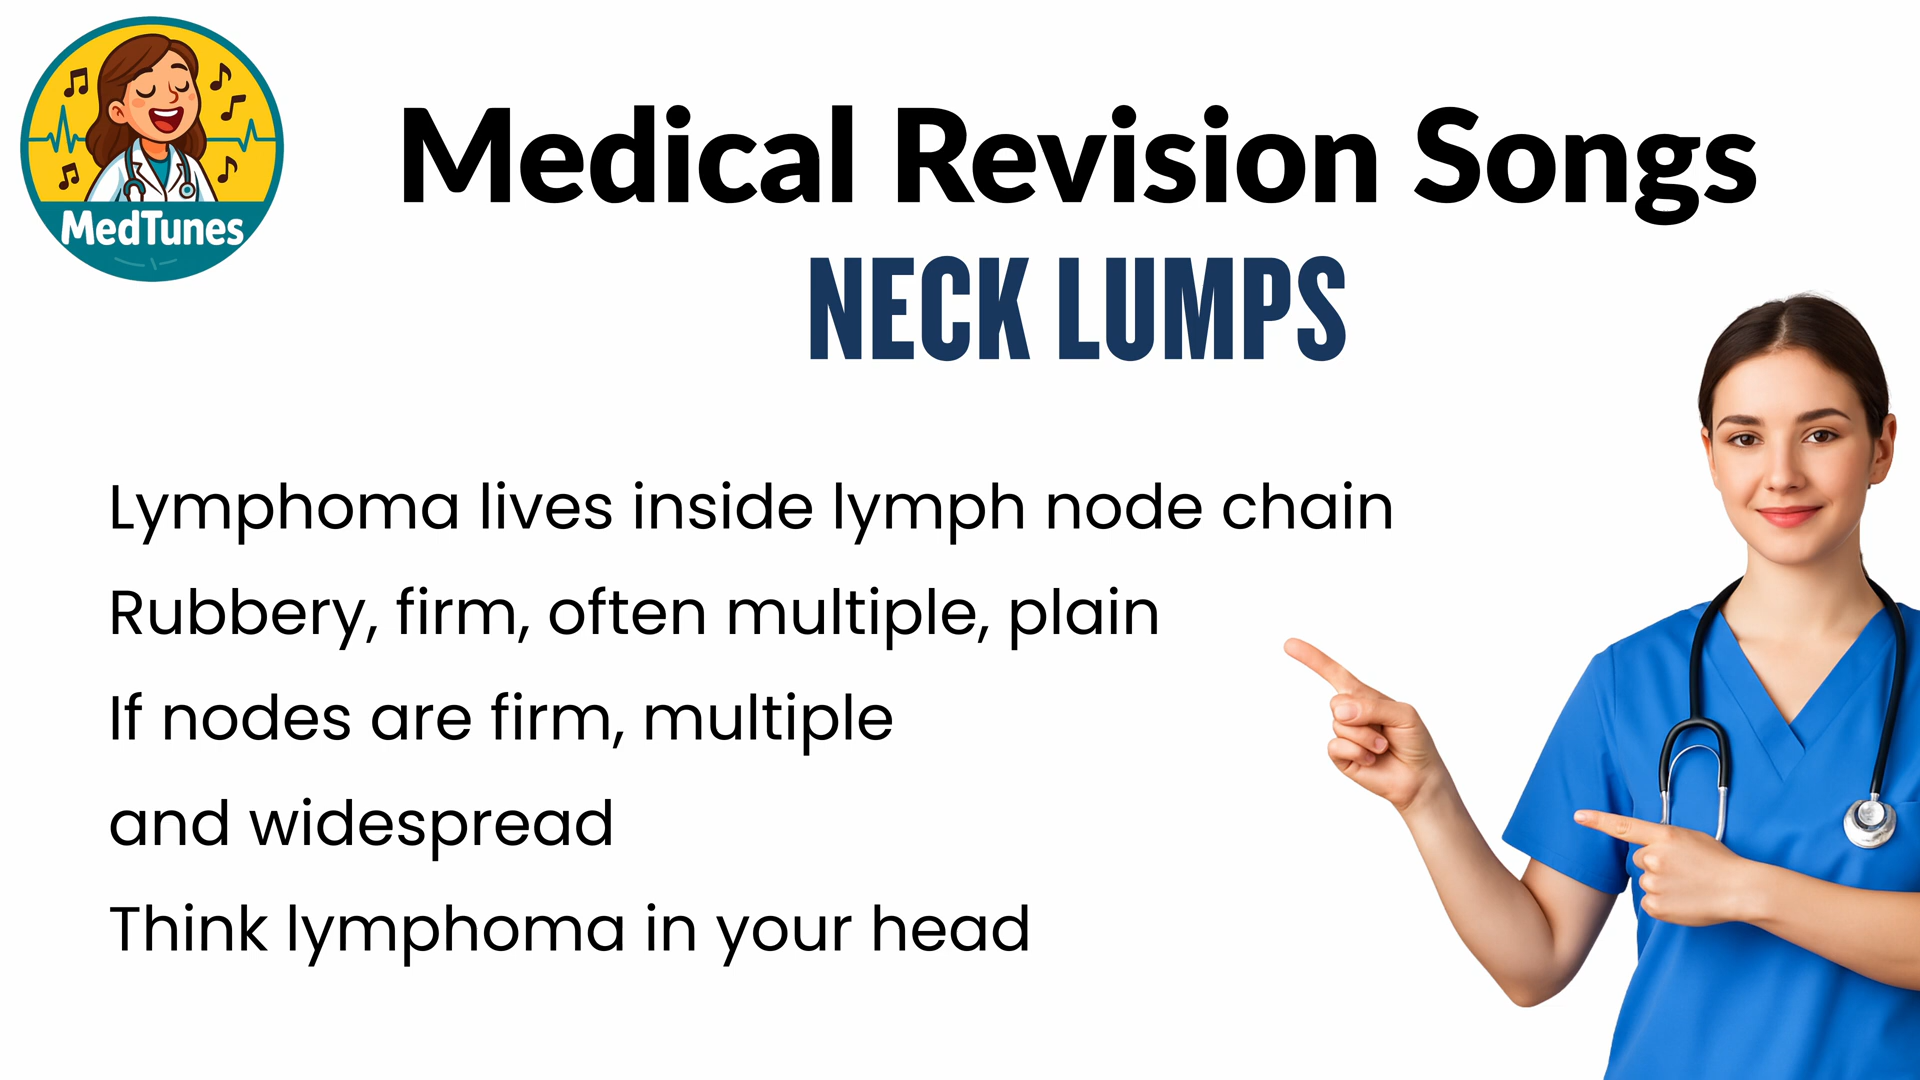 MedTunes
Medical Revision Songs
NECK LUMPS
Lymphoma lives inside lymph node chain
Rubbery, firm, often multiple, plain
If nodes are firm, multiple
and widespread
Think lymphoma in your head